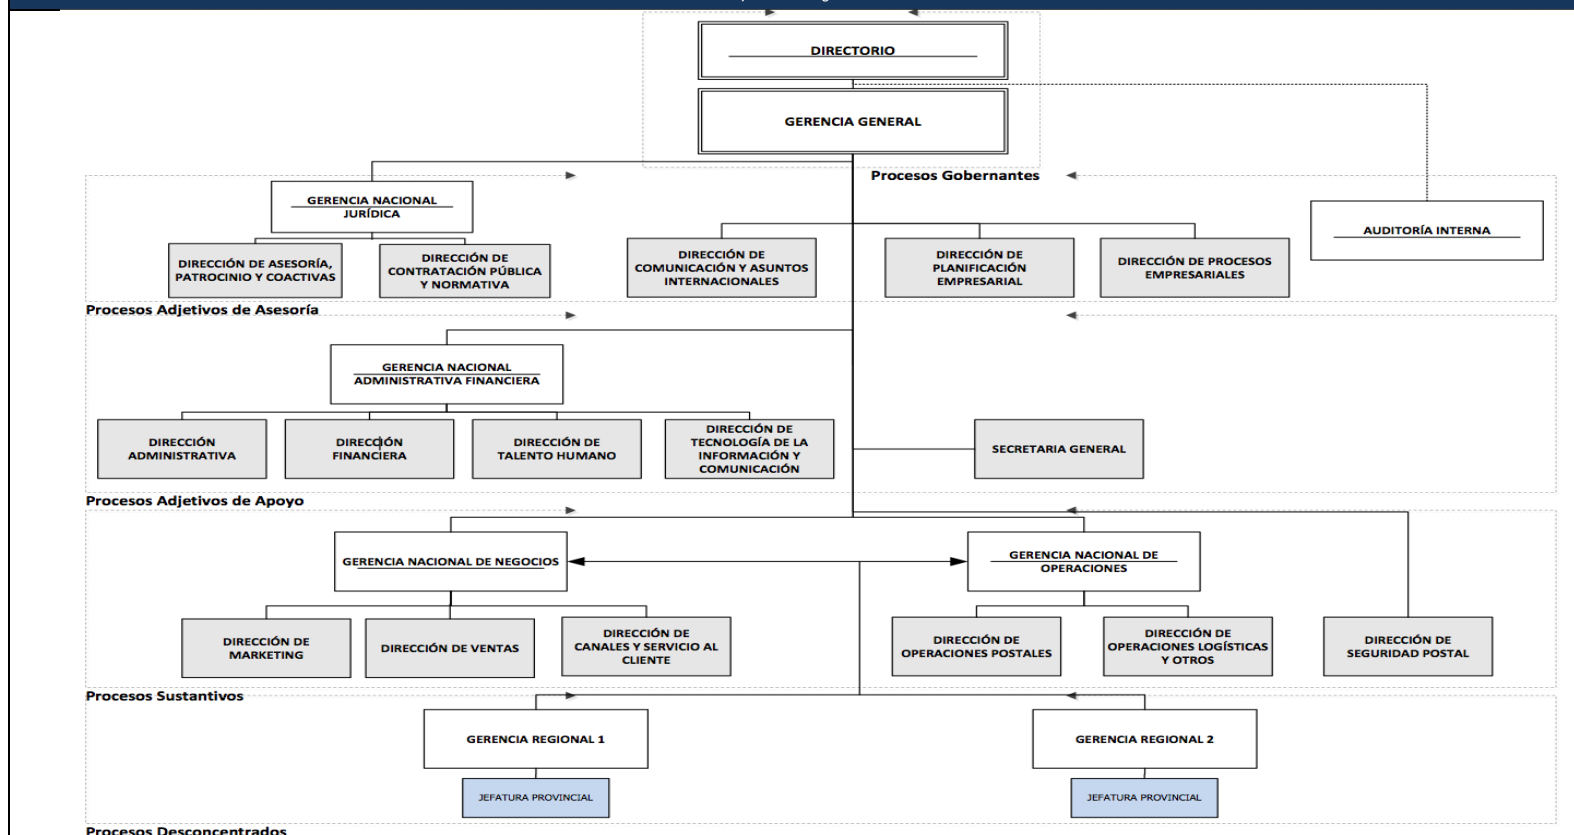 DIRECTORIO
GERENCIA GENERAL
Procesos Gobernantes
GERENCIA NACIONAL
JURÍDICA
AUDITORÍA INTERNA
DIRECCIÓN DE ASESORÍA,
PATROCINIO Y COACTIVAS
DIRECCIÓN DE
CONTRATACIÓN PÚBLICA
Y NORMATIVA
DIRECCIÓN DE
COMUNICACIÓN Y ASUNTOS
INTERNACIONALES
DIRECCIÓN DE
PLANIFICACIÓN
EMPRESARIAL
DIRECCIÓN DE PROCESOS
EMPRESARIALES
Procesos Adjetivos de Asesoría
GERENCIA NACIONAL
ADMINISTRATIVA FINANCIERA
DIRECCIÓN
ADMINISTRATIVA
DIRECCIÓN
FINANCIERA
DIRECCIÓN DE
TALENTO HUMANO
DIRECCIÓN DE
TECNOLOGÍA DE LA
INFORMACIÓN Y
COMUNICACIÓN
SECRETARIA GENERAL
Procesos Adjetivos de Apoyo
GERENCIA NACIONAL DE NEGOCIOS
GERENCIA NACIONAL DE
OPERACIONES
DIRECCIÓN DE
MARKETING
DIRECCIÓN DE VENTAS
DIRECCIÓN DE
CANALES Y SERVICIO AL
CLIENTE
DIRECCIÓN DE
OPERACIONES POSTALES
DIRECCIÓN DE
OPERACIONES LOGÍSTICAS
Y OTROS
DIRECCIÓN DE
SEGURIDAD POSTAL
Procesos Sustantivos
GERENCIA REGIONAL 1
GERENCIA REGIONAL 2
JEFATURA PROVINCIAL
JEFATURA PROVINCIAL
Procesos Desconcentrados